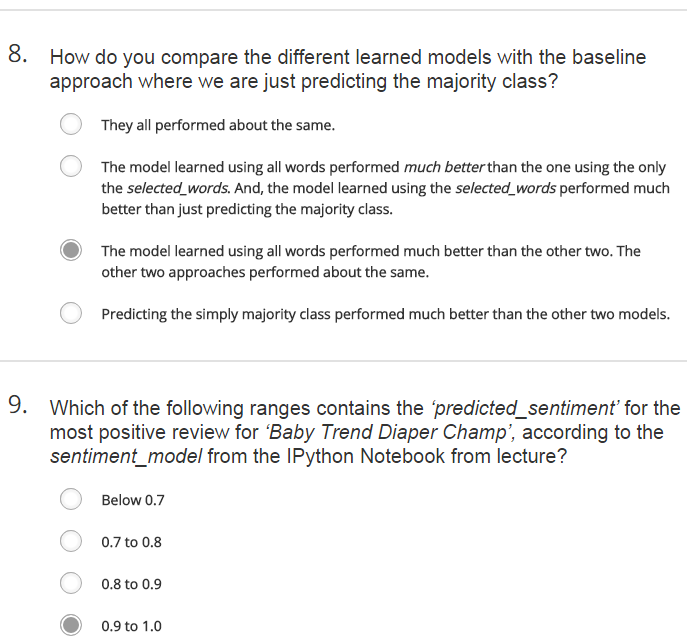 8. How do you compare the different learned models with the baseline
approach where we are just predicting the majority class?
They all performed about the same.
The model learned using all words performed much better than the one using the only
the selected_words. And, the model learned using the selected_words performed much
better than just predicting the majority class.
The model learned using all words performed much better than the other two. The
other two approaches performed about the same.
Predicting the simply majority class performed much better than the other two models.
9. Which of the following ranges contains the ‘predicted_sentiment’ for the
most positive review for ‘Baby Trend Diaper Champ’, according to the
sentiment_model from the IPython Notebook from lecture?
Below 0.7
0.7 to 0.8
0.8 to 0.9
0.9 to 1.0